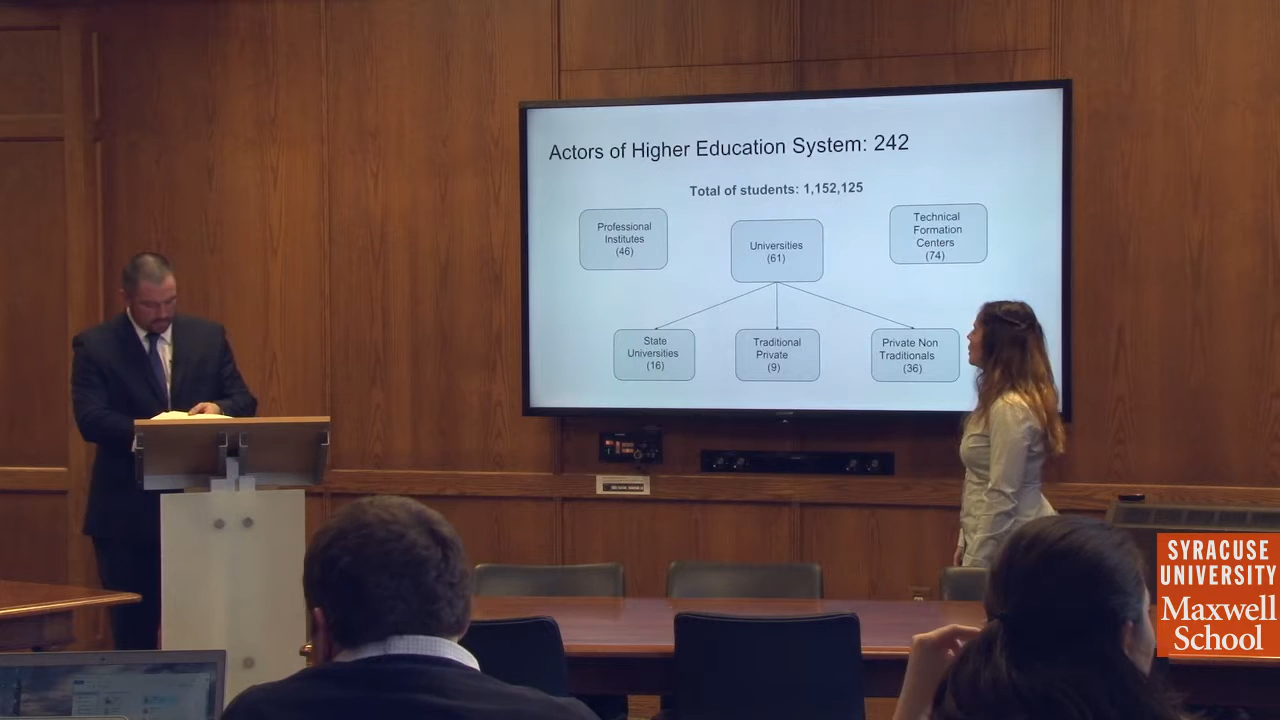 Actors of Higher Education System: 242
Total of students: 1,152,125
Professional
Institutes
(46)
Universities
(61)
Technical
Formation
Centers
(74)
State
Universities
(16)
Traditional
Private
(9)
Private Non
Traditionals
(36)
SYRACUSE
UNIVERSITY
Maxwell
School